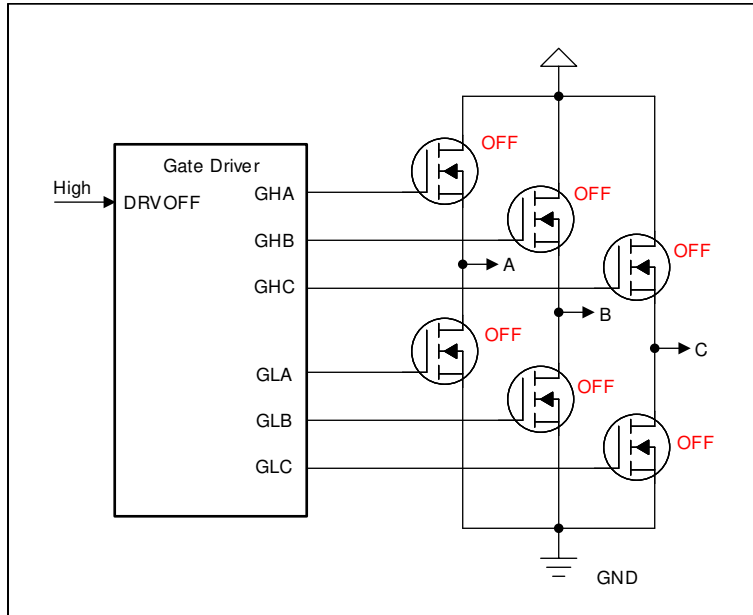 Gate Driver
High
DRVOFF
GHA
GHB
GHC
GLA
GLB
GLC
OFF
OFF
OFF
A
B
C
OFF
OFF
OFF
GND